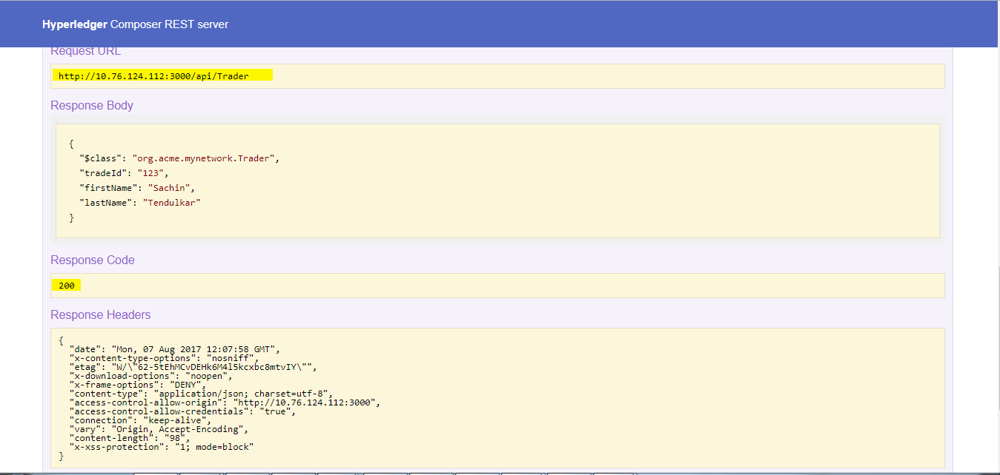 Hyperledger Composer REST server
Request URL
http://10.76.124.112:3000/api/Trader
Response Body
{
"$class": "org.acme.mynetwork.Trader",
"tradeId": "123",
"firstName": "Sachin",
"lastName": "Tendulkar"
}
Response Code
200
Response Headers
{
"date": "Mon, 07 Aug 2017 12:07:58 GMT",
"x-content-type-options": "nosniff",
"etag": "W/\"62-5tEhMCvDEHk6M4l5kcxbc8mtvIY\"",
"x-download-options": "noopen",
"x-frame-options": "DENY",
"content-type": "application/json; charset=utf-8",
"access-control-allow-origin": "http://10.76.124.112:3000",
"access-control-allow-credentials": "true",
"connection": "keep-alive",
"vary": "Origin, Accept-Encoding",
"content-length": "98",
"x-xss-protection": "1; mode=block"
}